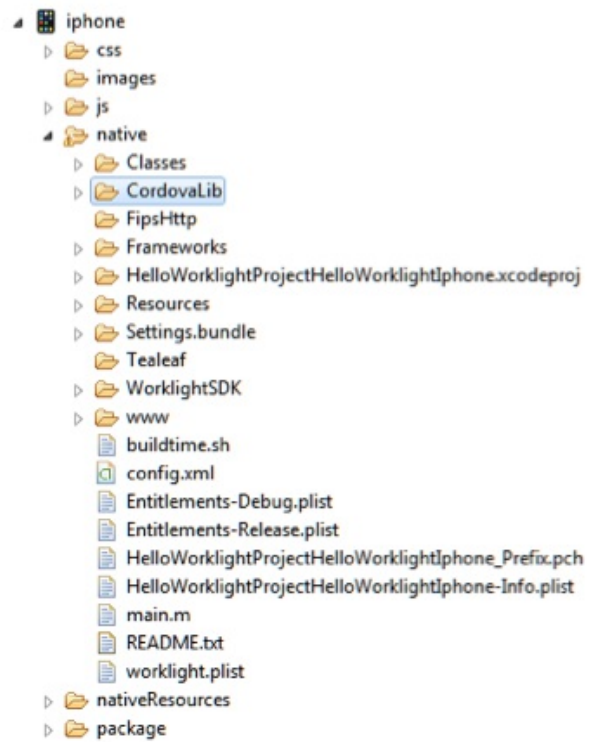 iphone
css
images
js
native
Classes
CordovaLib
FipsHttp
Frameworks
HelloWorklightProjectHelloWorklightIphone.xcodeproj
Resources
Settings.bundle
Tealeaf
WorklightSDK
www
buildtime.sh
config.xml
Entitlements-Debug.plist
Entitlements-Release.plist
HelloWorklightProjectHelloWorklightIphone_Prefix.pch
HelloWorklightProjectHelloWorklightIphone-Info.plist
main.m
README.txt
worklight.plist
nativeResources
package